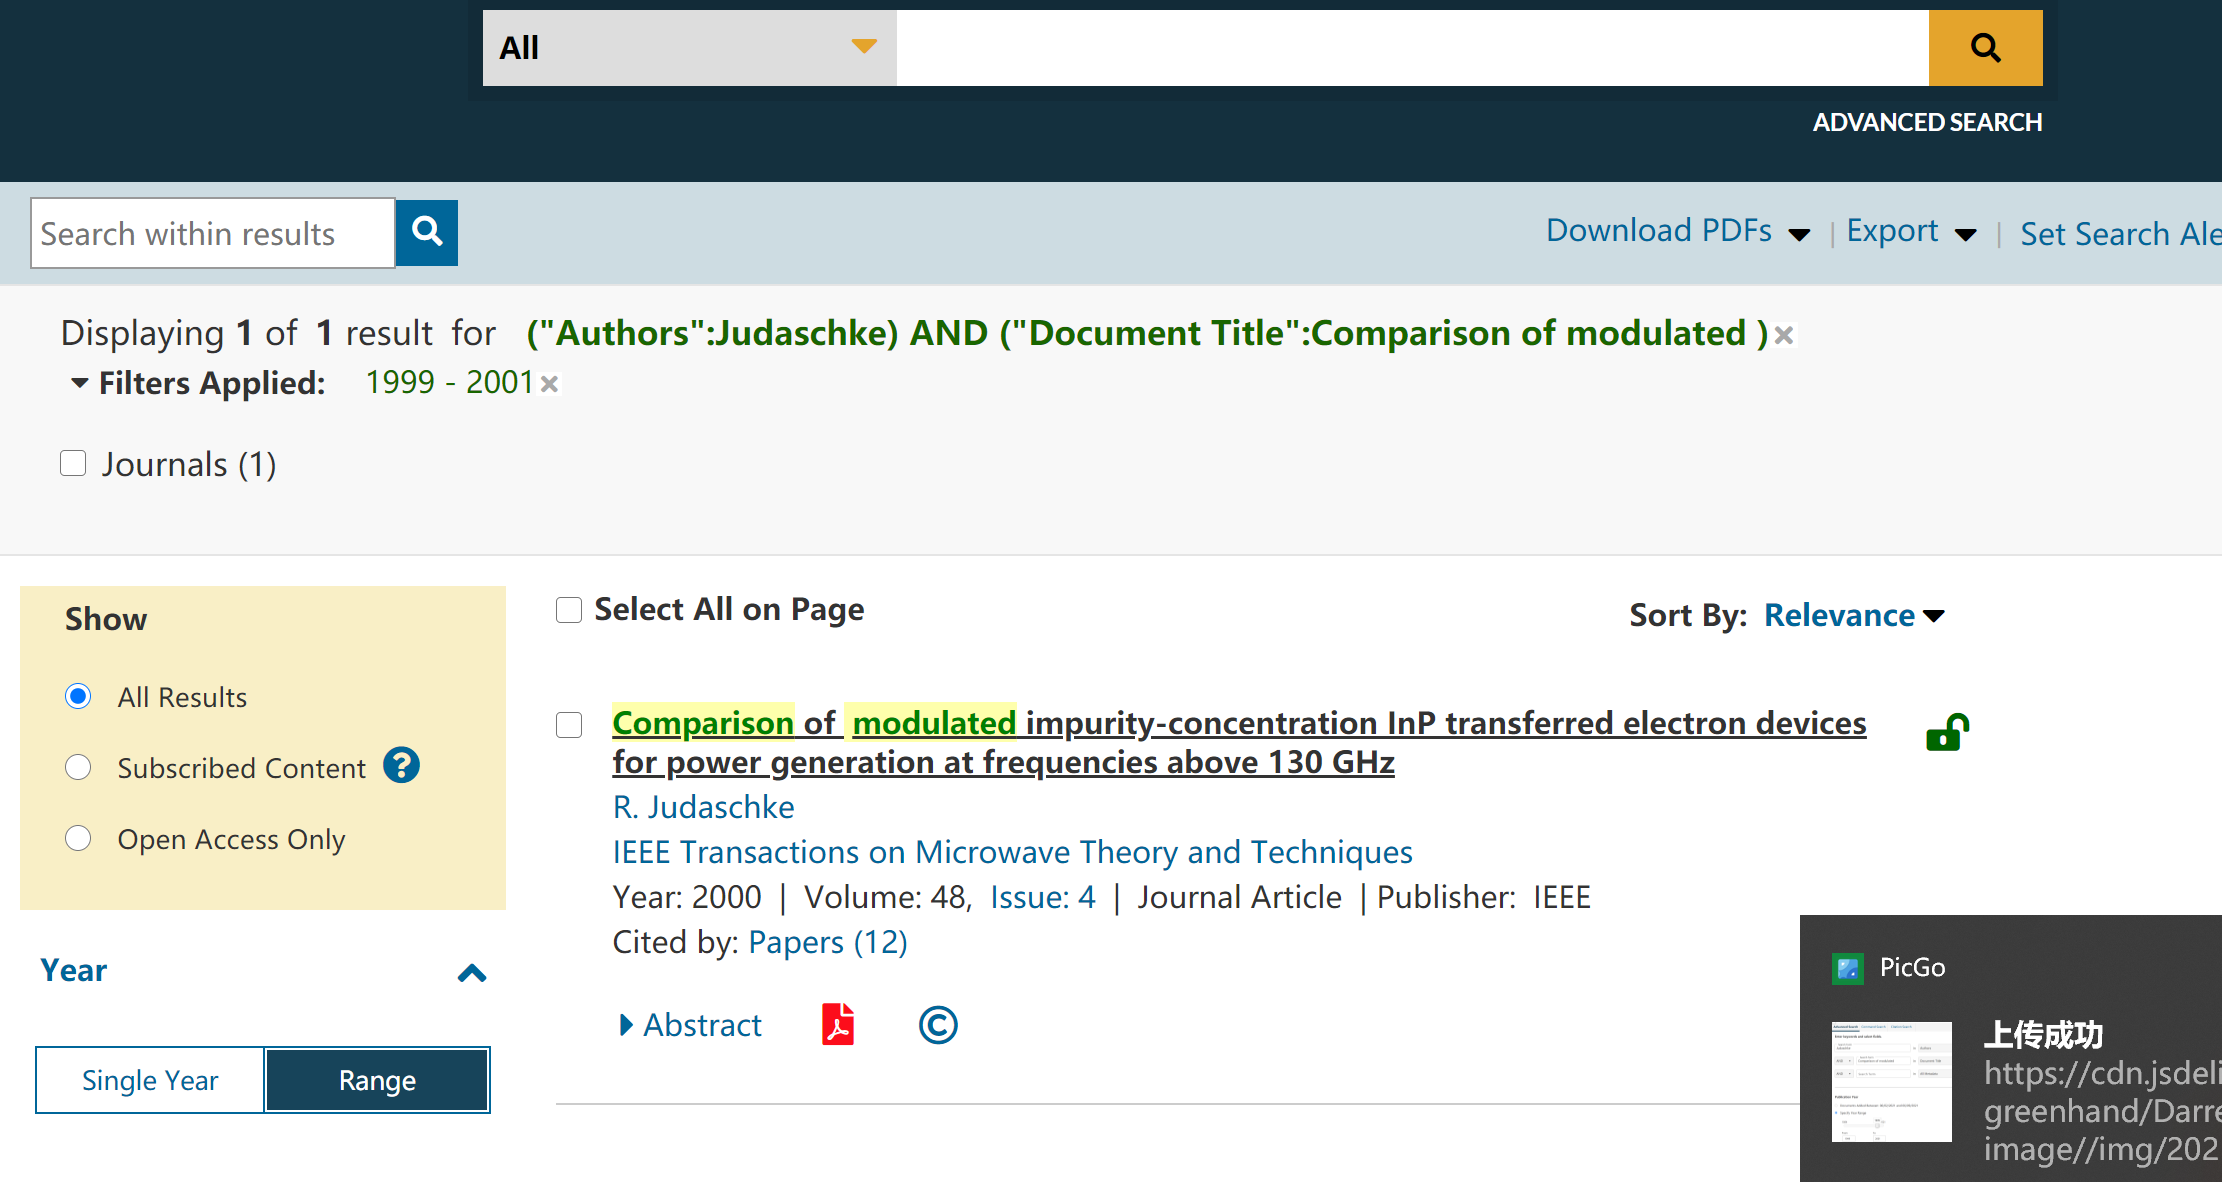 All
ADVANCED SEARCH
Search within results
Download PDFs | Export | Set Search Ale
Displaying 1 of 1 result for ("Authors":Judaschke) AND ("Document Title":Comparison of modulated )
Filters Applied: 1999 - 2001
Journals (1)
Show
All Results
Subscribed Content
Open Access Only
Year
Single Year
Range
Select All on Page
Sort By: Relevance
Comparison of modulated impurity-concentration InP transferred electron devices
for power generation at frequencies above 130 GHz
R. Judaschke
IEEE Transactions on Microwave Theory and Techniques
Year: 2000 | Volume: 48, Issue: 4 | Journal Article | Publisher: IEEE
Cited by: Papers (12)
Abstract
PicGo
上传成功
https://cdn.jsdeli
greenhand/Darre
image//img/202